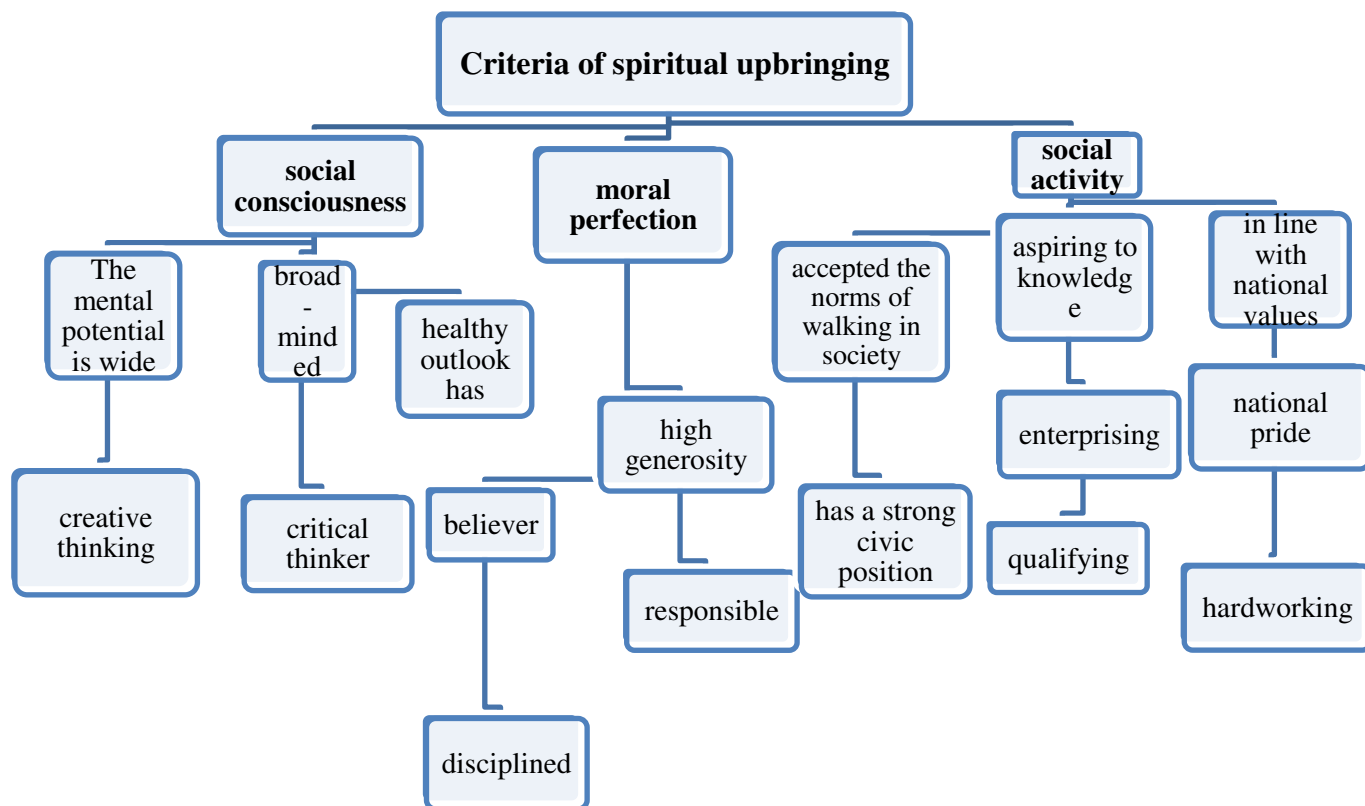 Criteria of spiritual upbringing
social
consciousness
moral
perfection
social
activity
The
mental
potential
is wide
broad
-
mind
ed
healthy
outlook
has
accepted the
norms of
walking in
society
aspiring to
knowledg
e
in line
with
national
values
creative
thinking
critical
thinker
high
generosity
believer
responsible
disciplined
has a strong
civic
position
enterprising
qualifying
national
pride
hardworking